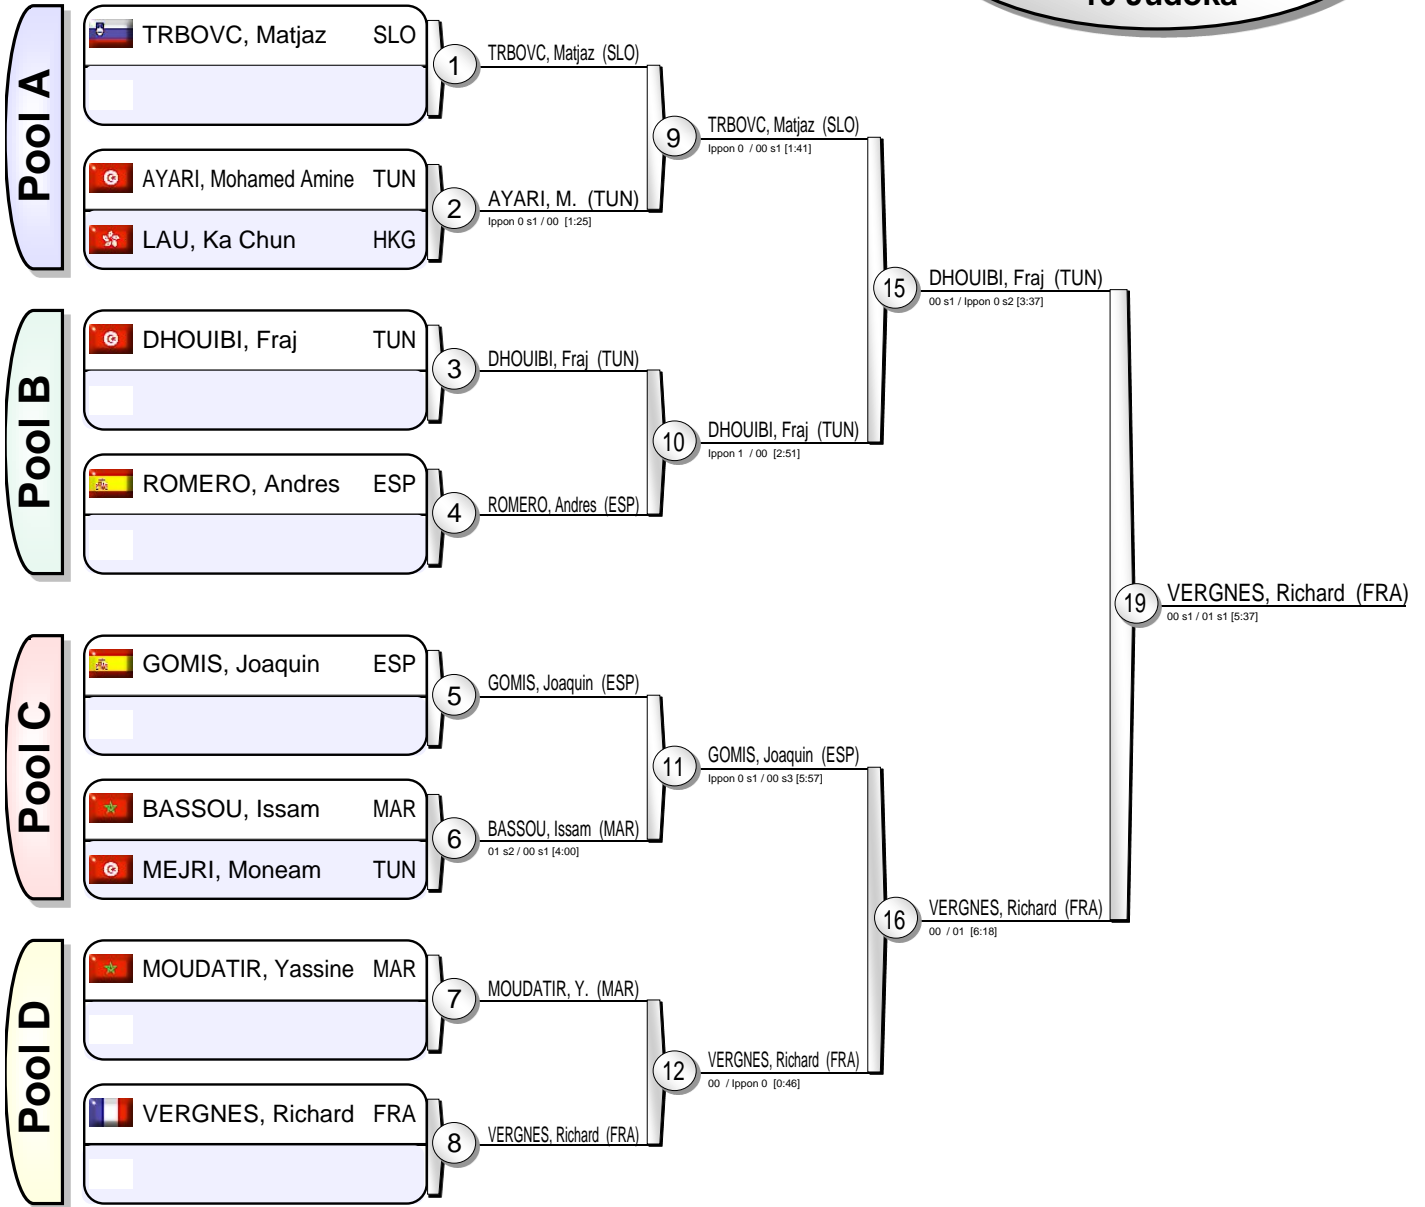 10 Judoka
Pool A
TRBOVC, Matjaz SLO
1
TRBOVC, Matjaz (SLO)
AYARI, Mohamed Amine TUN
LAU, Ka Chun HKG
2
AYARI, M. (TUN)
Ippon 0 s1 / 00 [1:25]
9
TRBOVC, Matjaz (SLO)
Ippon 0 / 00 s1 [1:41]
Pool B
DHOUIBI, Fraj TUN
3
DHOUIBI, Fraj (TUN)
ROMERO, Andres ESP
4
ROMERO, Andres (ESP)
10
DHOUIBI, Fraj (TUN)
Ippon 1 / 00 [2:51]
15
DHOUIBI, Fraj (TUN)
00 s1 / Ippon 0 s2 [3:37]
Pool C
GOMIS, Joaquin ESP
5
GOMIS, Joaquin (ESP)
BASSOU, Issam MAR
MEJRI, Moneam TUN
6
BASSOU, Issam (MAR)
01 s2 / 00 s1 [4:00]
11
GOMIS, Joaquin (ESP)
Ippon 0 s1 / 00 s3 [5:57]
Pool D
MOUDATIR, Yassine MAR
7
MOUDATIR, Y. (MAR)
VERGNES, Richard FRA
8
VERGNES, Richard (FRA)
12
VERGNES, Richard (FRA)
00 / Ippon 0 [0:46]
16
VERGNES, Richard (FRA)
00 / 01 [6:18]
19
VERGNES, Richard (FRA)
00 s1 / 01 s1 [5:37]